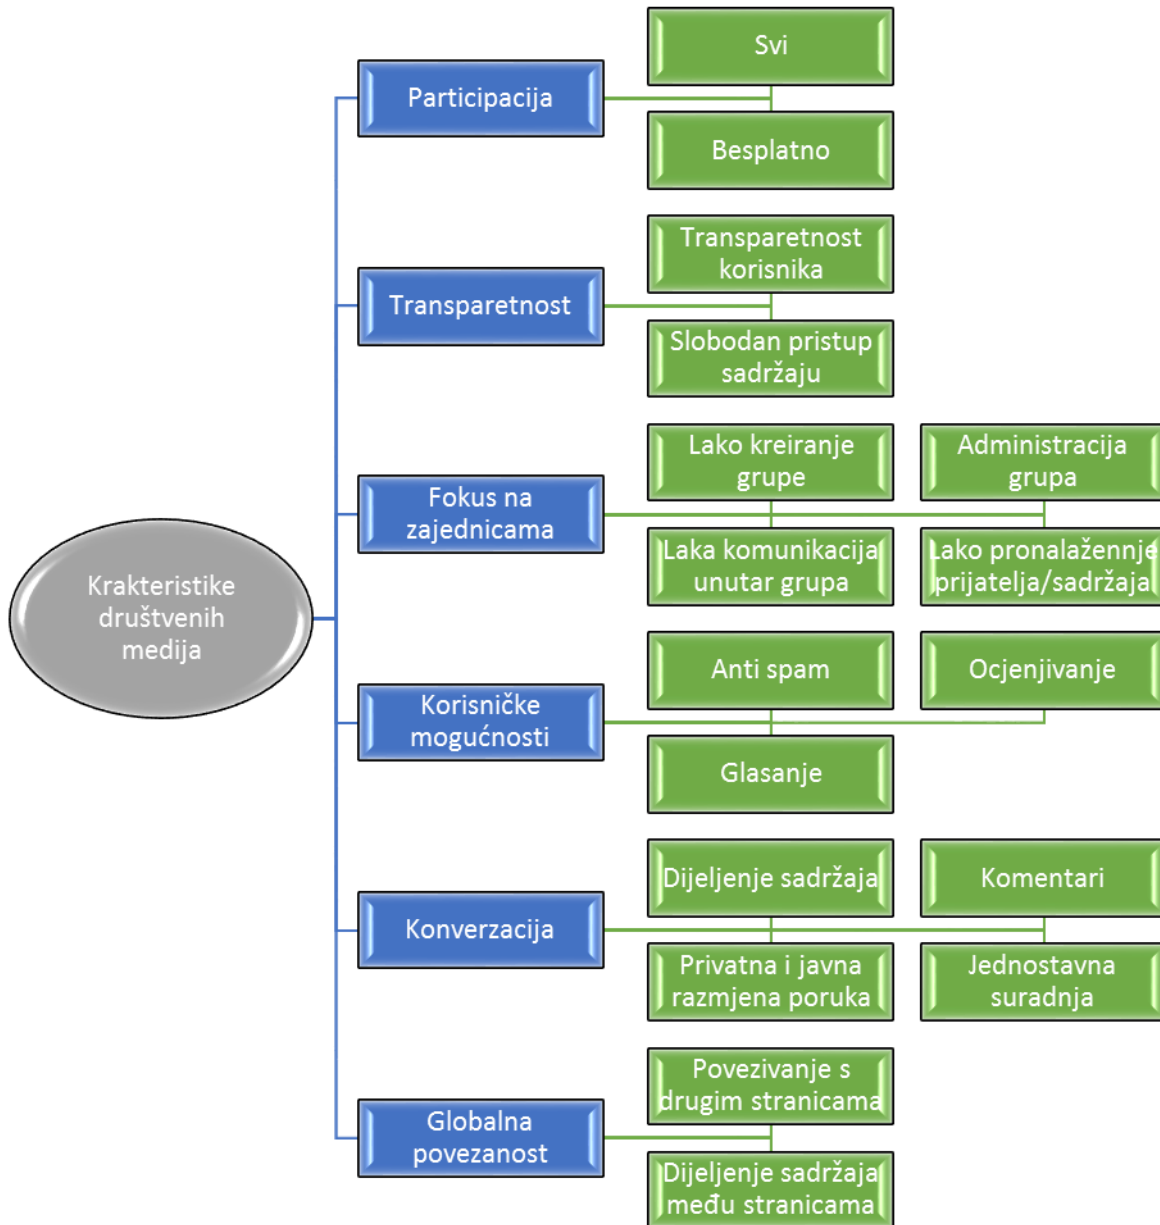 Svi
Participacija
Besplatno
Transparetnost
korisnika
Transparetnost
Slobodan pristup
sadržaju
Lako kreiranje
grupe
Administracija
grupa
Fokus na
zajednicama
Laka komunikacija
unutar grupa
Lako pronalažennje
prijatelja/sadržaja
Krakteristike
društvenih
medija
Anti spam
Ocjenjivanje
Korisničke
mogućnosti
Glasanje
Dijeljenje sadržaja
Komentari
Konverzacija
Privatna i javna
razmjena poruka
Jednostavna
suradnja
Povezivanje s
drugim stranicama
Globalna
povezanost
Dijeljenje sadržaja
među stranicama